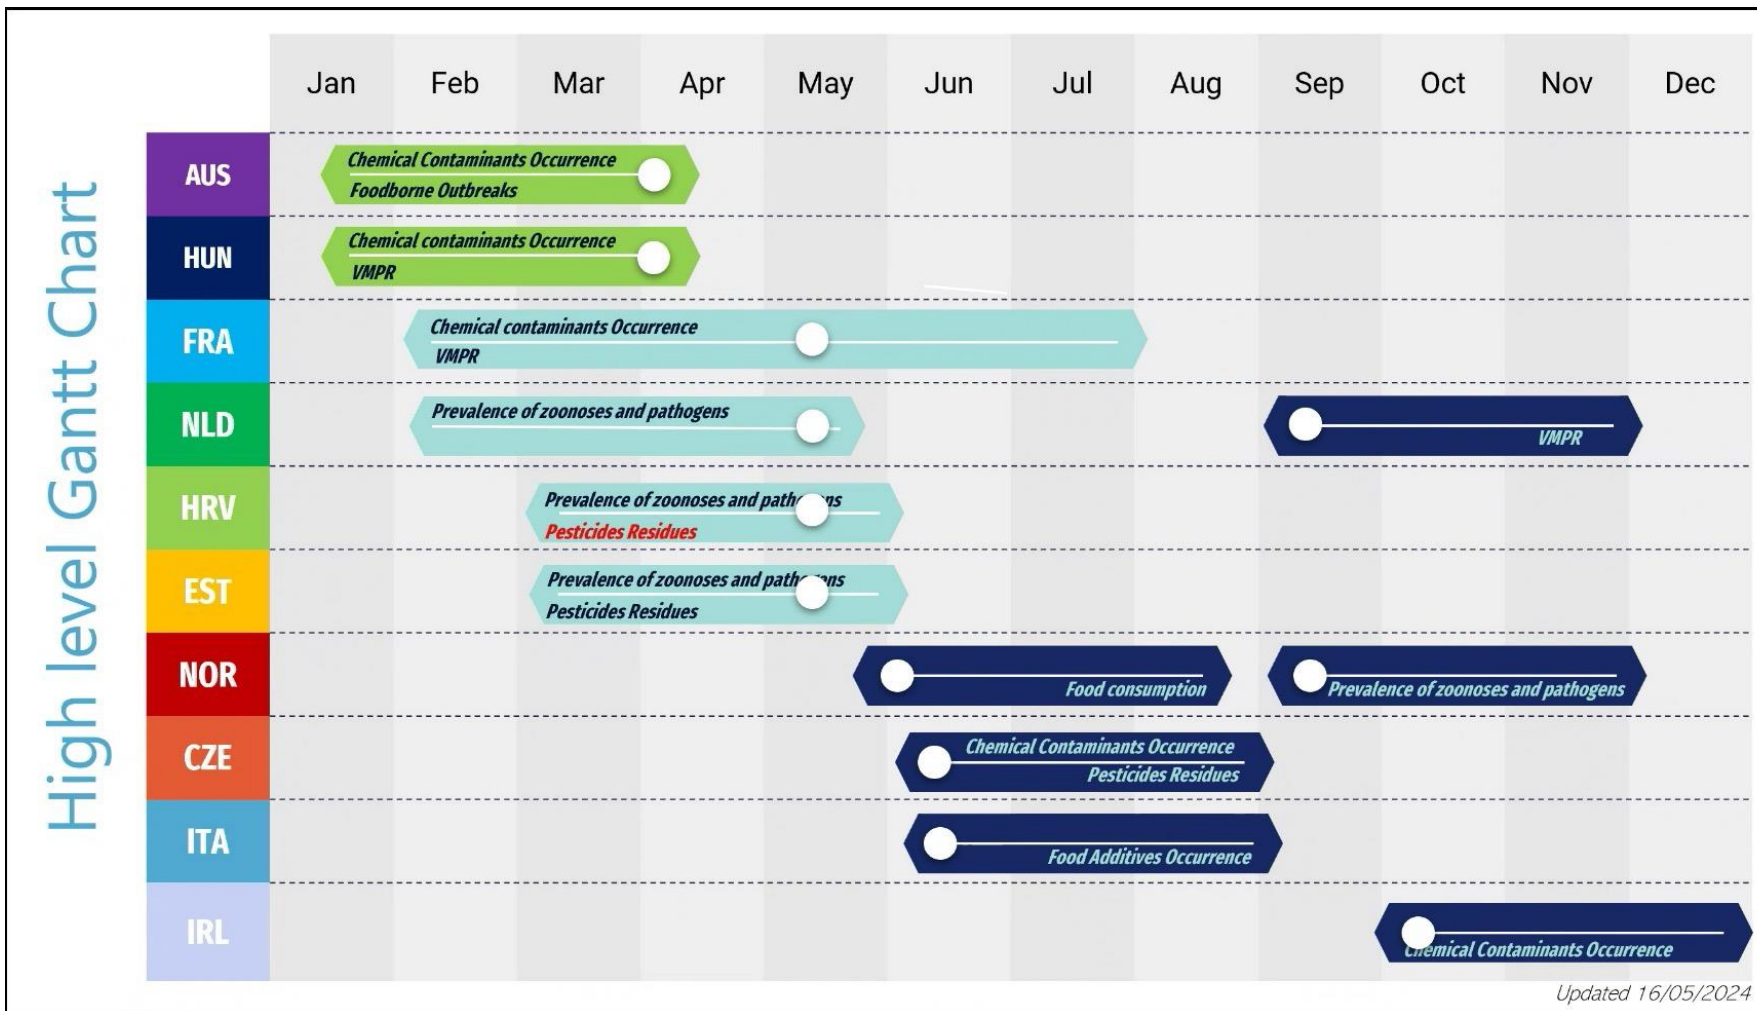 High level Gantt Chart
Jan Feb Mar Apr May Jun Jul Aug Sep Oct Nov Dec
AUS
Chemical Contaminants Occurrence
Foodborne Outbreaks
HUN
Chemical contaminants Occurrence
VMPR
FRA
Chemical contaminants Occurrence
VMPR
NLD
Prevalence of zoonoses and pathogens
VMPR
HRV
Prevalence of zoonoses and pathogens
Pesticides Residues
EST
Prevalence of zoonoses and pathogens
Pesticides Residues
NOR
Food consumption
Prevalence of zoonoses and pathogens
CZE
Chemical Contaminants Occurrence
Pesticides Residues
ITA
Food Additives Occurrence
IRL
Chemical Contaminants Occurrence
Updated 16/05/2024